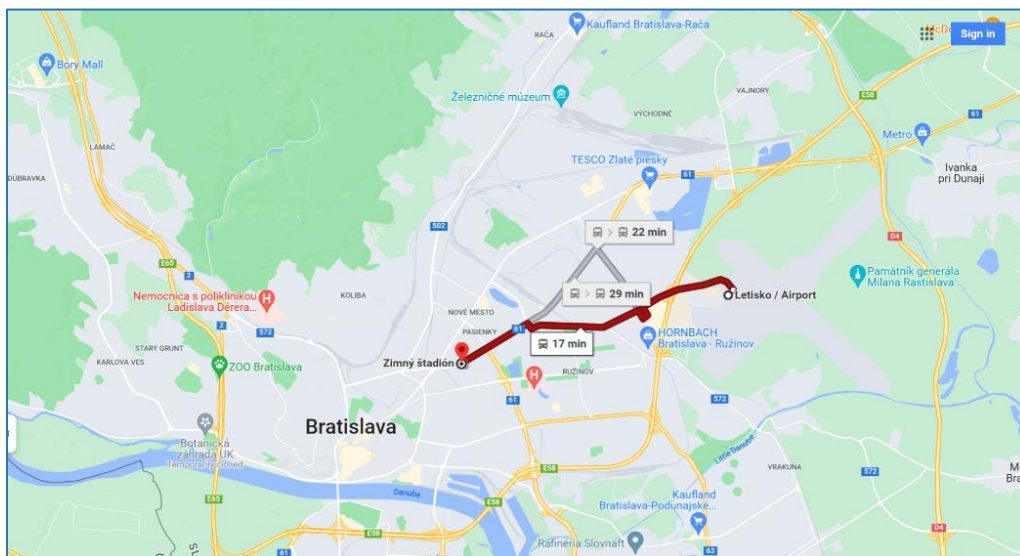 Kaufland Bratislava-Rača
RAČA
Sign in
Bory Mall
E58
VAJNORY
Železničné múzeum
61
VÝCHODNÉ
LAMAČ
Metro
Ivanka
pri Dunaji
TESCO Zlaté piesky
61
DÚBRAVKA
502
22 min
D4
E65
2
Pamätník generála
Milana Rastislava...
Nemocnica s poliklinikou
Ladislava Dérera...
KOLIBA
29 min
Letisko / Airport
NOVÉ MESTO
2
572
PASIENKY
61
HORNBACH
Bratislava - Ružinov
STARÝ GRUNT
17 min
KARLOVA VES
Zimný štadión
ZOO Bratislava
RUŽINOV
61
572
572
Bratislava
Botanická
záhrada UK
Temporarily closed
Little Danube
E58
VRAKUŇA
Danube
E58
E65
Kaufland
Bratislava-Podunajské...
D4
Rafinéria Slovnaft
E65
63